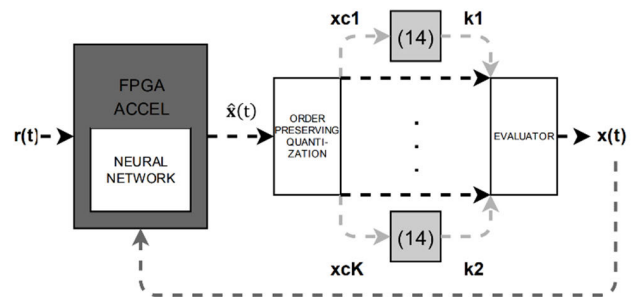 xc1
k1
(14)
FPGA
ACCEL
r(t)
NEURAL
NETWORK
x̂(t)
ORDER
PRESERVING
QUANTI-
ZATION
EVALUATOR
x(t)
(14)
xcK
k2